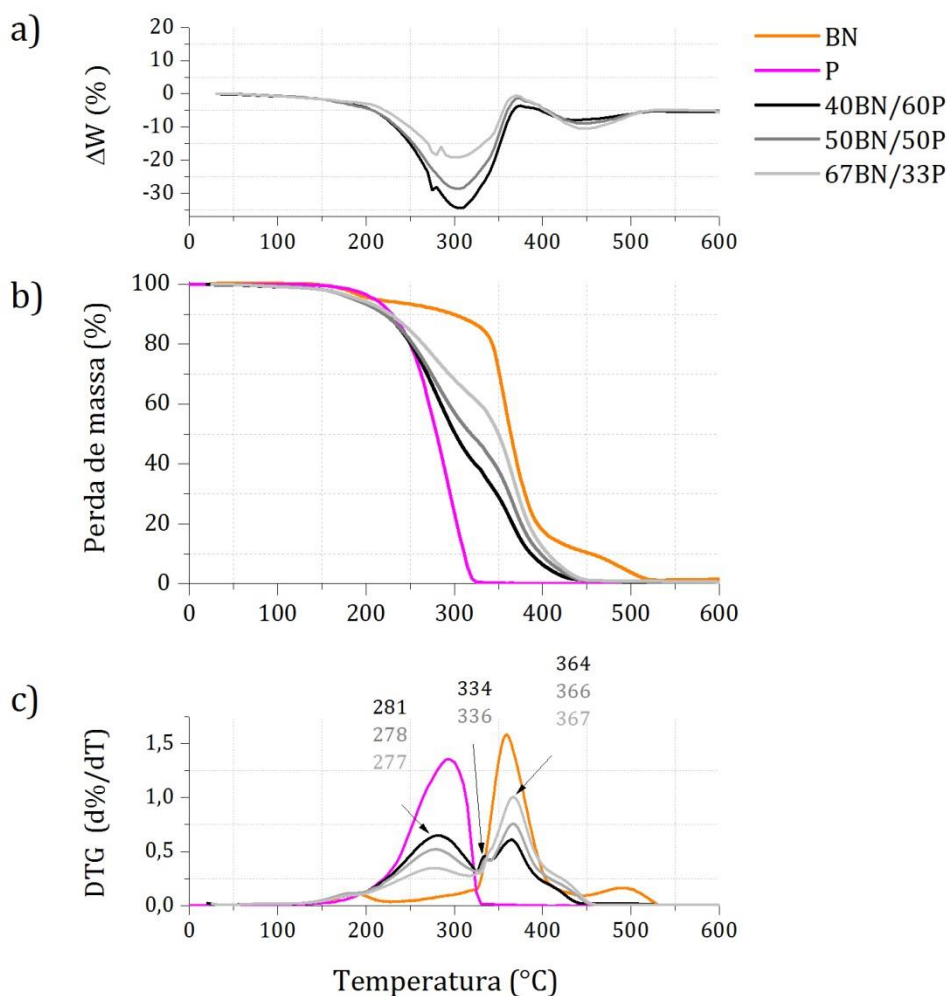 a)
20
10
0
-10
-20
-30
ΔW (%)
0 100 200 300 400 500 600
BN
P
40BN/60P
50BN/50P
67BN/33P
b)
100
80
60
40
20
0
Perda de massa (%)
0 100 200 300 400 500 600
c)
281
278
277
334
336
364
366
367
1,5
1,0
0,5
0,0
DTG (d%/dT)
0 100 200 300 400 500 600
Temperatura (°C)